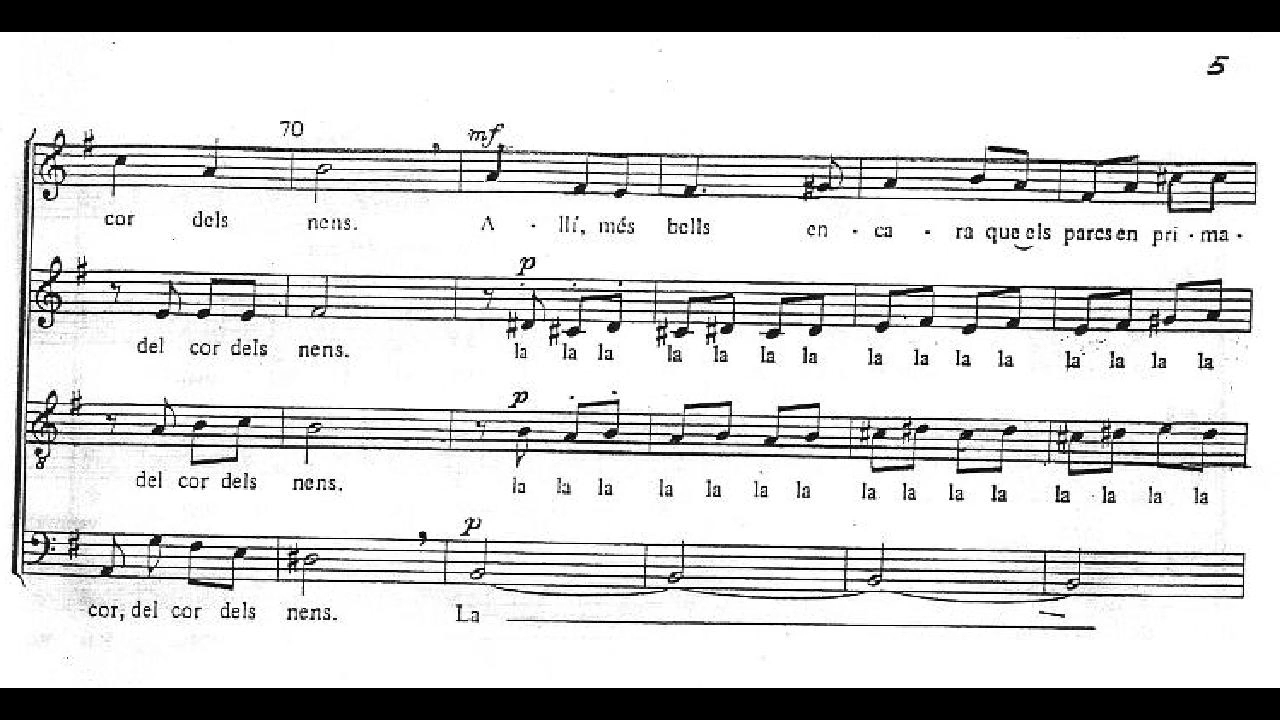 5
70
mf
cor dels nens. A - llí, més bells en - ca - ra que els pares en pri - ma -
p
del cor dels nens. la la la la la la la la la la la la la la la
p
del cor dels nens. la la la la la la la la la la la la la la la
p
cor, del cor dels nens. La